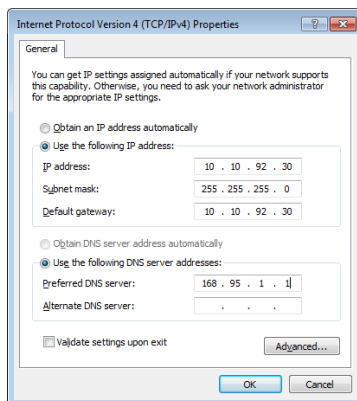 Internet Protocol Version 4 (TCP/IPv4) Properties
General
You can get IP settings assigned automatically if your network supports
this capability. Otherwise, you need to ask your network administrator
for the appropriate IP settings.
Obtain an IP address automatically
Use the following IP address:
IP address: 10 . 10 . 92 . 30
Subnet mask: 255 . 255 . 255 . 0
Default gateway: 10 . 10 . 92 . 30
Obtain DNS server address automatically
Use the following DNS server addresses:
Preferred DNS server: 168 . 95 . 1 . 1
Alternate DNS server: . . .
Validate settings upon exit
Advanced...
OK Cancel